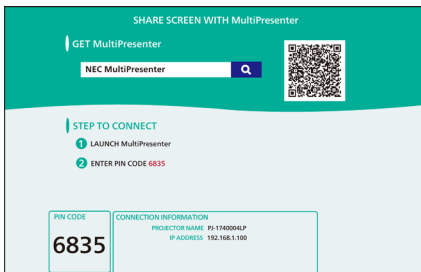 SHARE SCREEN WITH MultiPresenter
GET MultiPresenter
NEC MultiPresenter
STEP TO CONNECT
1 LAUNCH MultiPresenter
2 ENTER PIN CODE 6835
PIN CODE
6835
CONNECTION INFORMATION
PROJECTOR NAME PJ-1740004LP
IP ADDRESS 192.168.1.100